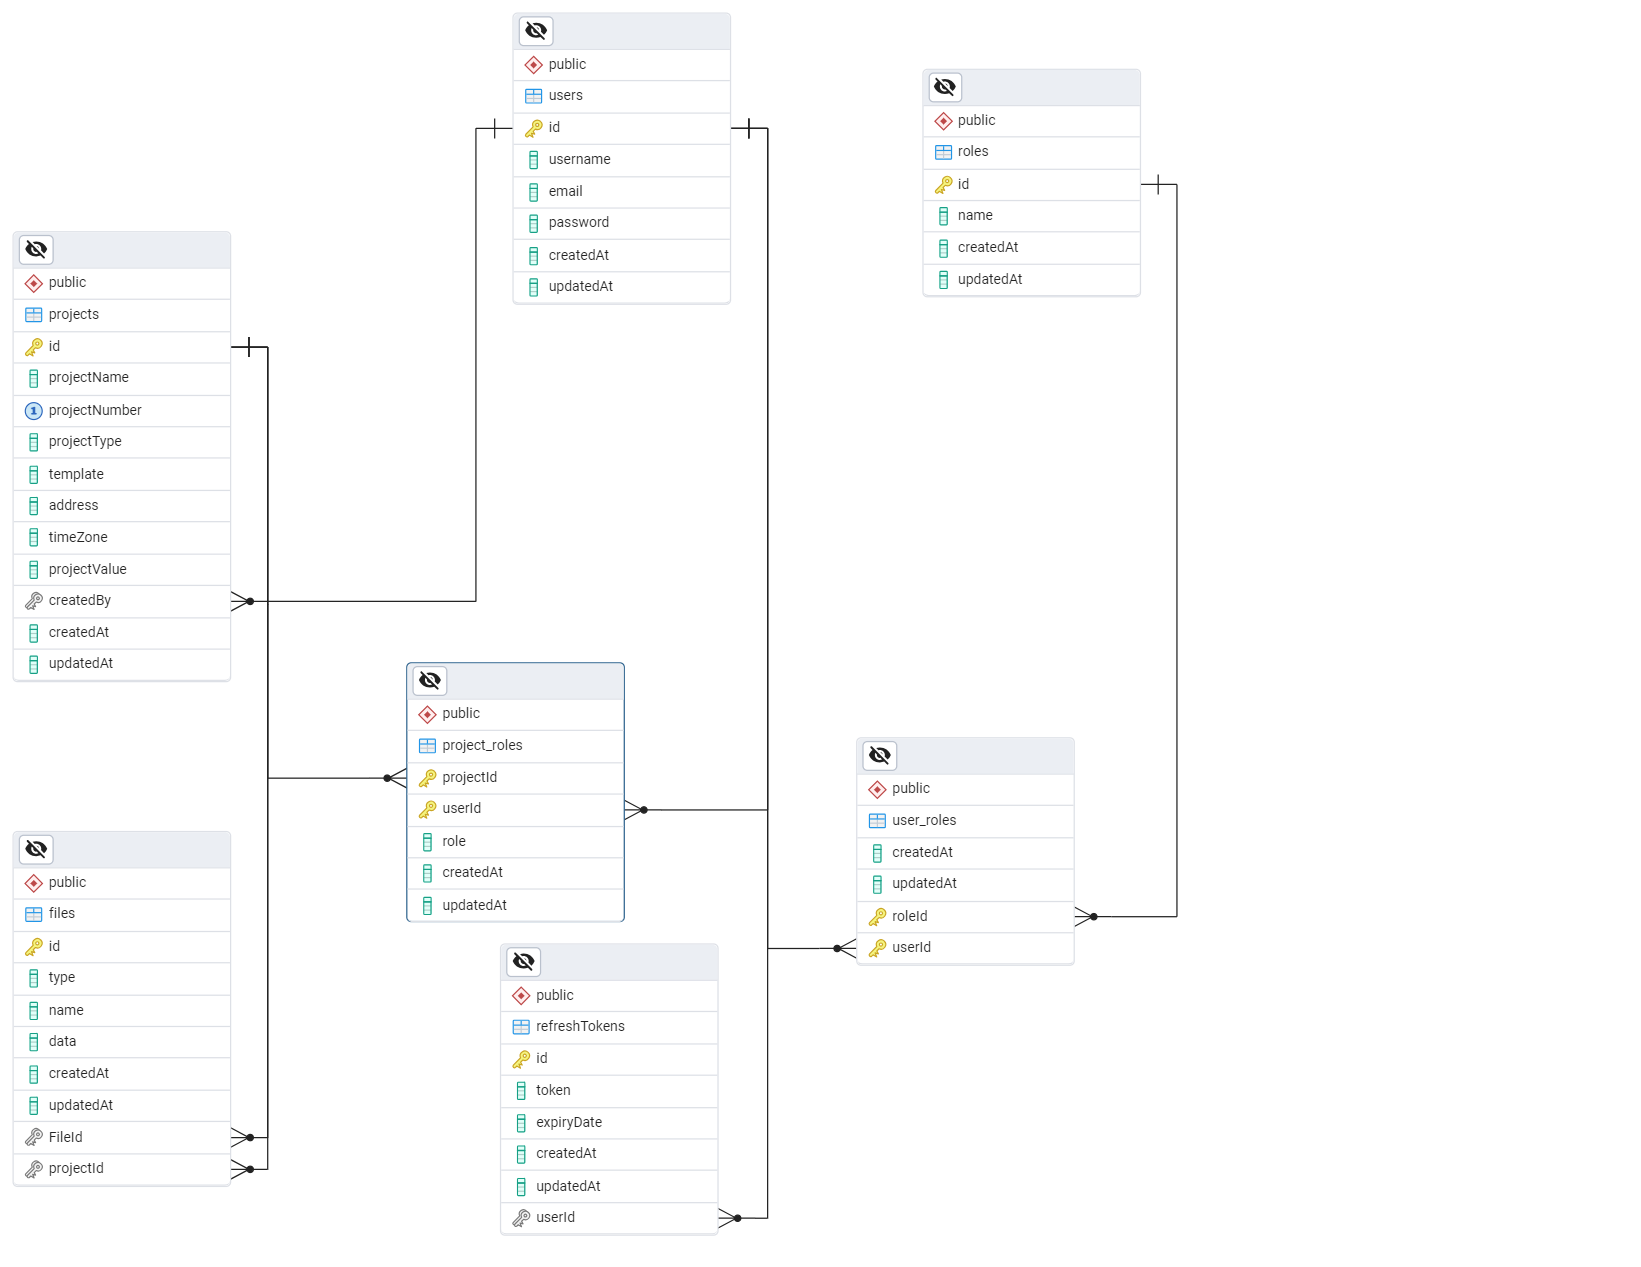 public
users
id
username
email
password
createdAt
updatedAt
public
roles
id
name
createdAt
updatedAt
public
projects
id
projectName
1 projectNumber
projectType
template
address
timeZone
projectValue
createdBy
createdAt
updatedAt
public
project_roles
projectId
userId
role
createdAt
updatedAt
public
user_roles
createdAt
updatedAt
roleId
userId
public
files
id
type
name
data
createdAt
updatedAt
FileId
projectId
public
refreshTokens
id
token
expiryDate
createdAt
updatedAt
userId